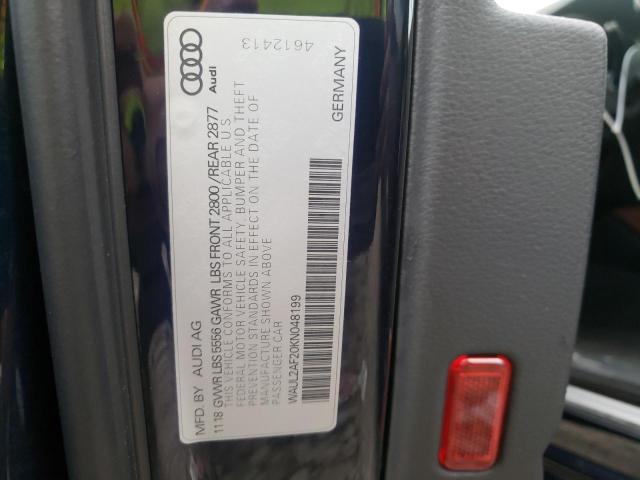 MFD. BY AUDI AG
11 18 GVWR LBS 5556 GAWR LBS FRONT 2800 / REAR 2877
THIS VEHICLE CONFORMS TO ALL APPLICABLE U S
FEDERAL MOTOR VEHICLE SAFETY, BUMPER AND THEFT
PREVENTION STANDARDS IN EFFECT ON THE DATE OF
MANUFACTURE SHOWN ABOVE
PASSENGER CAR
WAUL2AF20KN048199
GERMANY
Audi
4612413